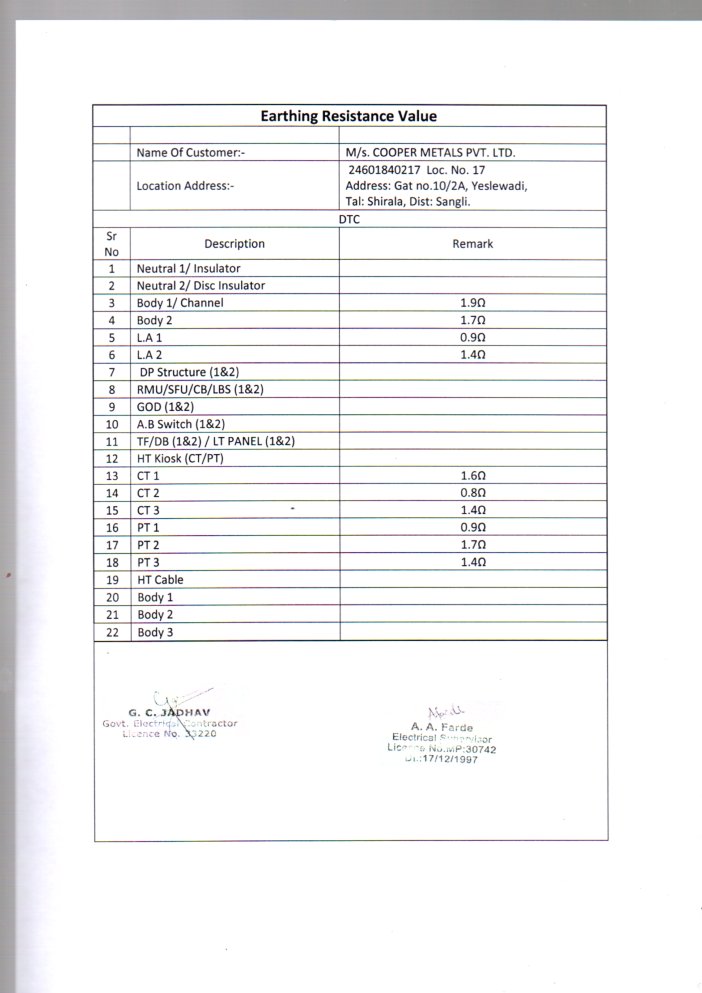 Earthing Resistance Value
Name Of Customer:- M/s. COOPER METALS PVT. LTD.
Location Address:- 24601840217 Loc. No. 17
Address: Gat no.10/2A, Yeslewadi,
Tal: Shirala, Dist: Sangli.
DTC
Sr No Description Remark
1 Neutral 1/ Insulator
2 Neutral 2/ Disc Insulator
3 Body 1/ Channel 1.9Ω
4 Body 2 1.7Ω
5 L.A 1 0.9Ω
6 L.A 2 1.4Ω
7 DP Structure (1&2)
8 RMU/SFU/CB/LBS (1&2)
9 GOD (1&2)
10 A.B Switch (1&2)
11 TF/DB (1&2) / LT PANEL (1&2)
12 HT Kiosk (CT/PT)
13 CT 1 1.6Ω
14 CT 2 0.8Ω
15 CT 3 1.4Ω
16 PT 1 0.9Ω
17 PT 2 1.7Ω
18 PT 3 1.4Ω
19 HT Cable
20 Body 1
21 Body 2
22 Body 3
G. C. JADHAV
Govt. Electrical Contractor
Licence No. 33220
A. A. Farde
Electrical Supervisor
Licence No.MP:30742
Dt.:17/12/1997